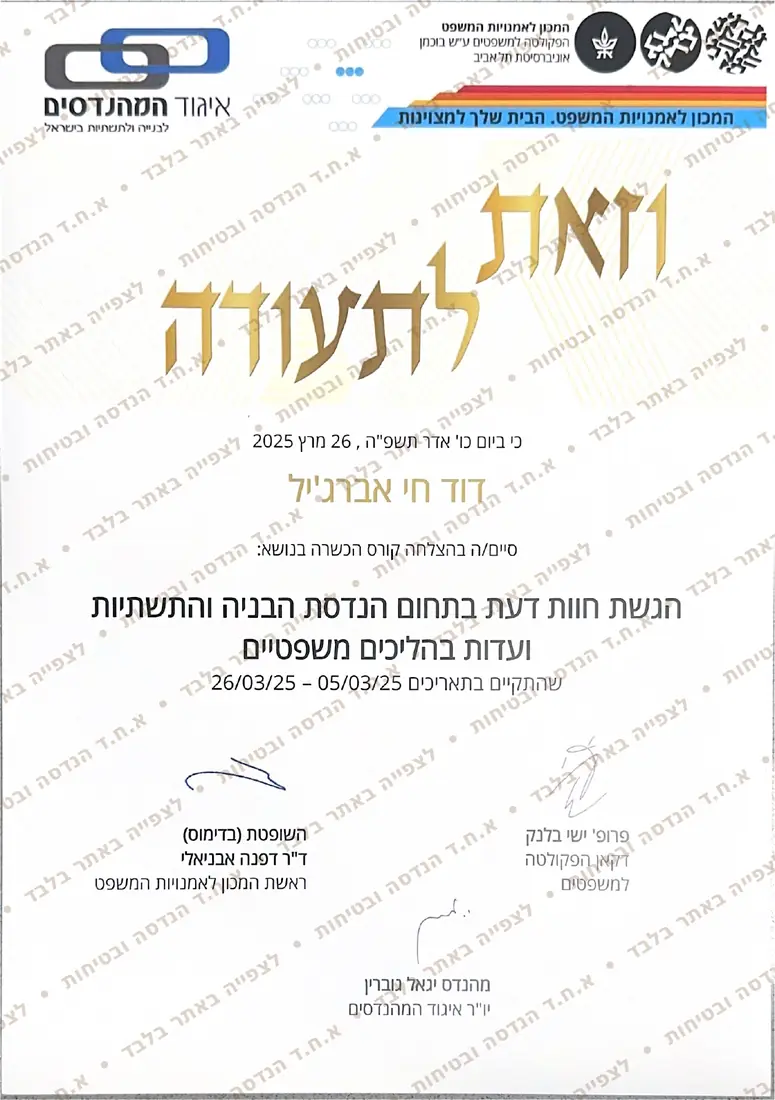 המכון לאמנויות המשפט
הפקולטה למשפטים ע״ש בוכמן
אוניברסיטת תל אביב
המכון לאמנויות המשפט. הבית שלך למצוינות
איגוד המהנדסים
לבנייה ולתשתיות בישראל
וזאת
לתעודה
כי ביום כו' אדר תשפ"ה , 26 מרץ 2025
דוד חי אברג'יל
סיים/ה בהצלחה קורס הכשרה בנושא:
הגשת חוות דעת בתחום הנדסת הבניה והתשתיות
ועדות בהליכים משפטיים
שהתקיים בתאריכים 05/03/25 – 26/03/25
פרופ' ישי בלנק
דקאן הפקולטה
למשפטים
השופטת (בדימוס)
ד"ר דפנה אבניאלי
ראשת המכון לאמנויות המשפט
מהנדס יגאל גוברין
יו"ר איגוד המהנדסים
א.ח.ד הנדסה ובטיחות • לצפייה באתר בלבד